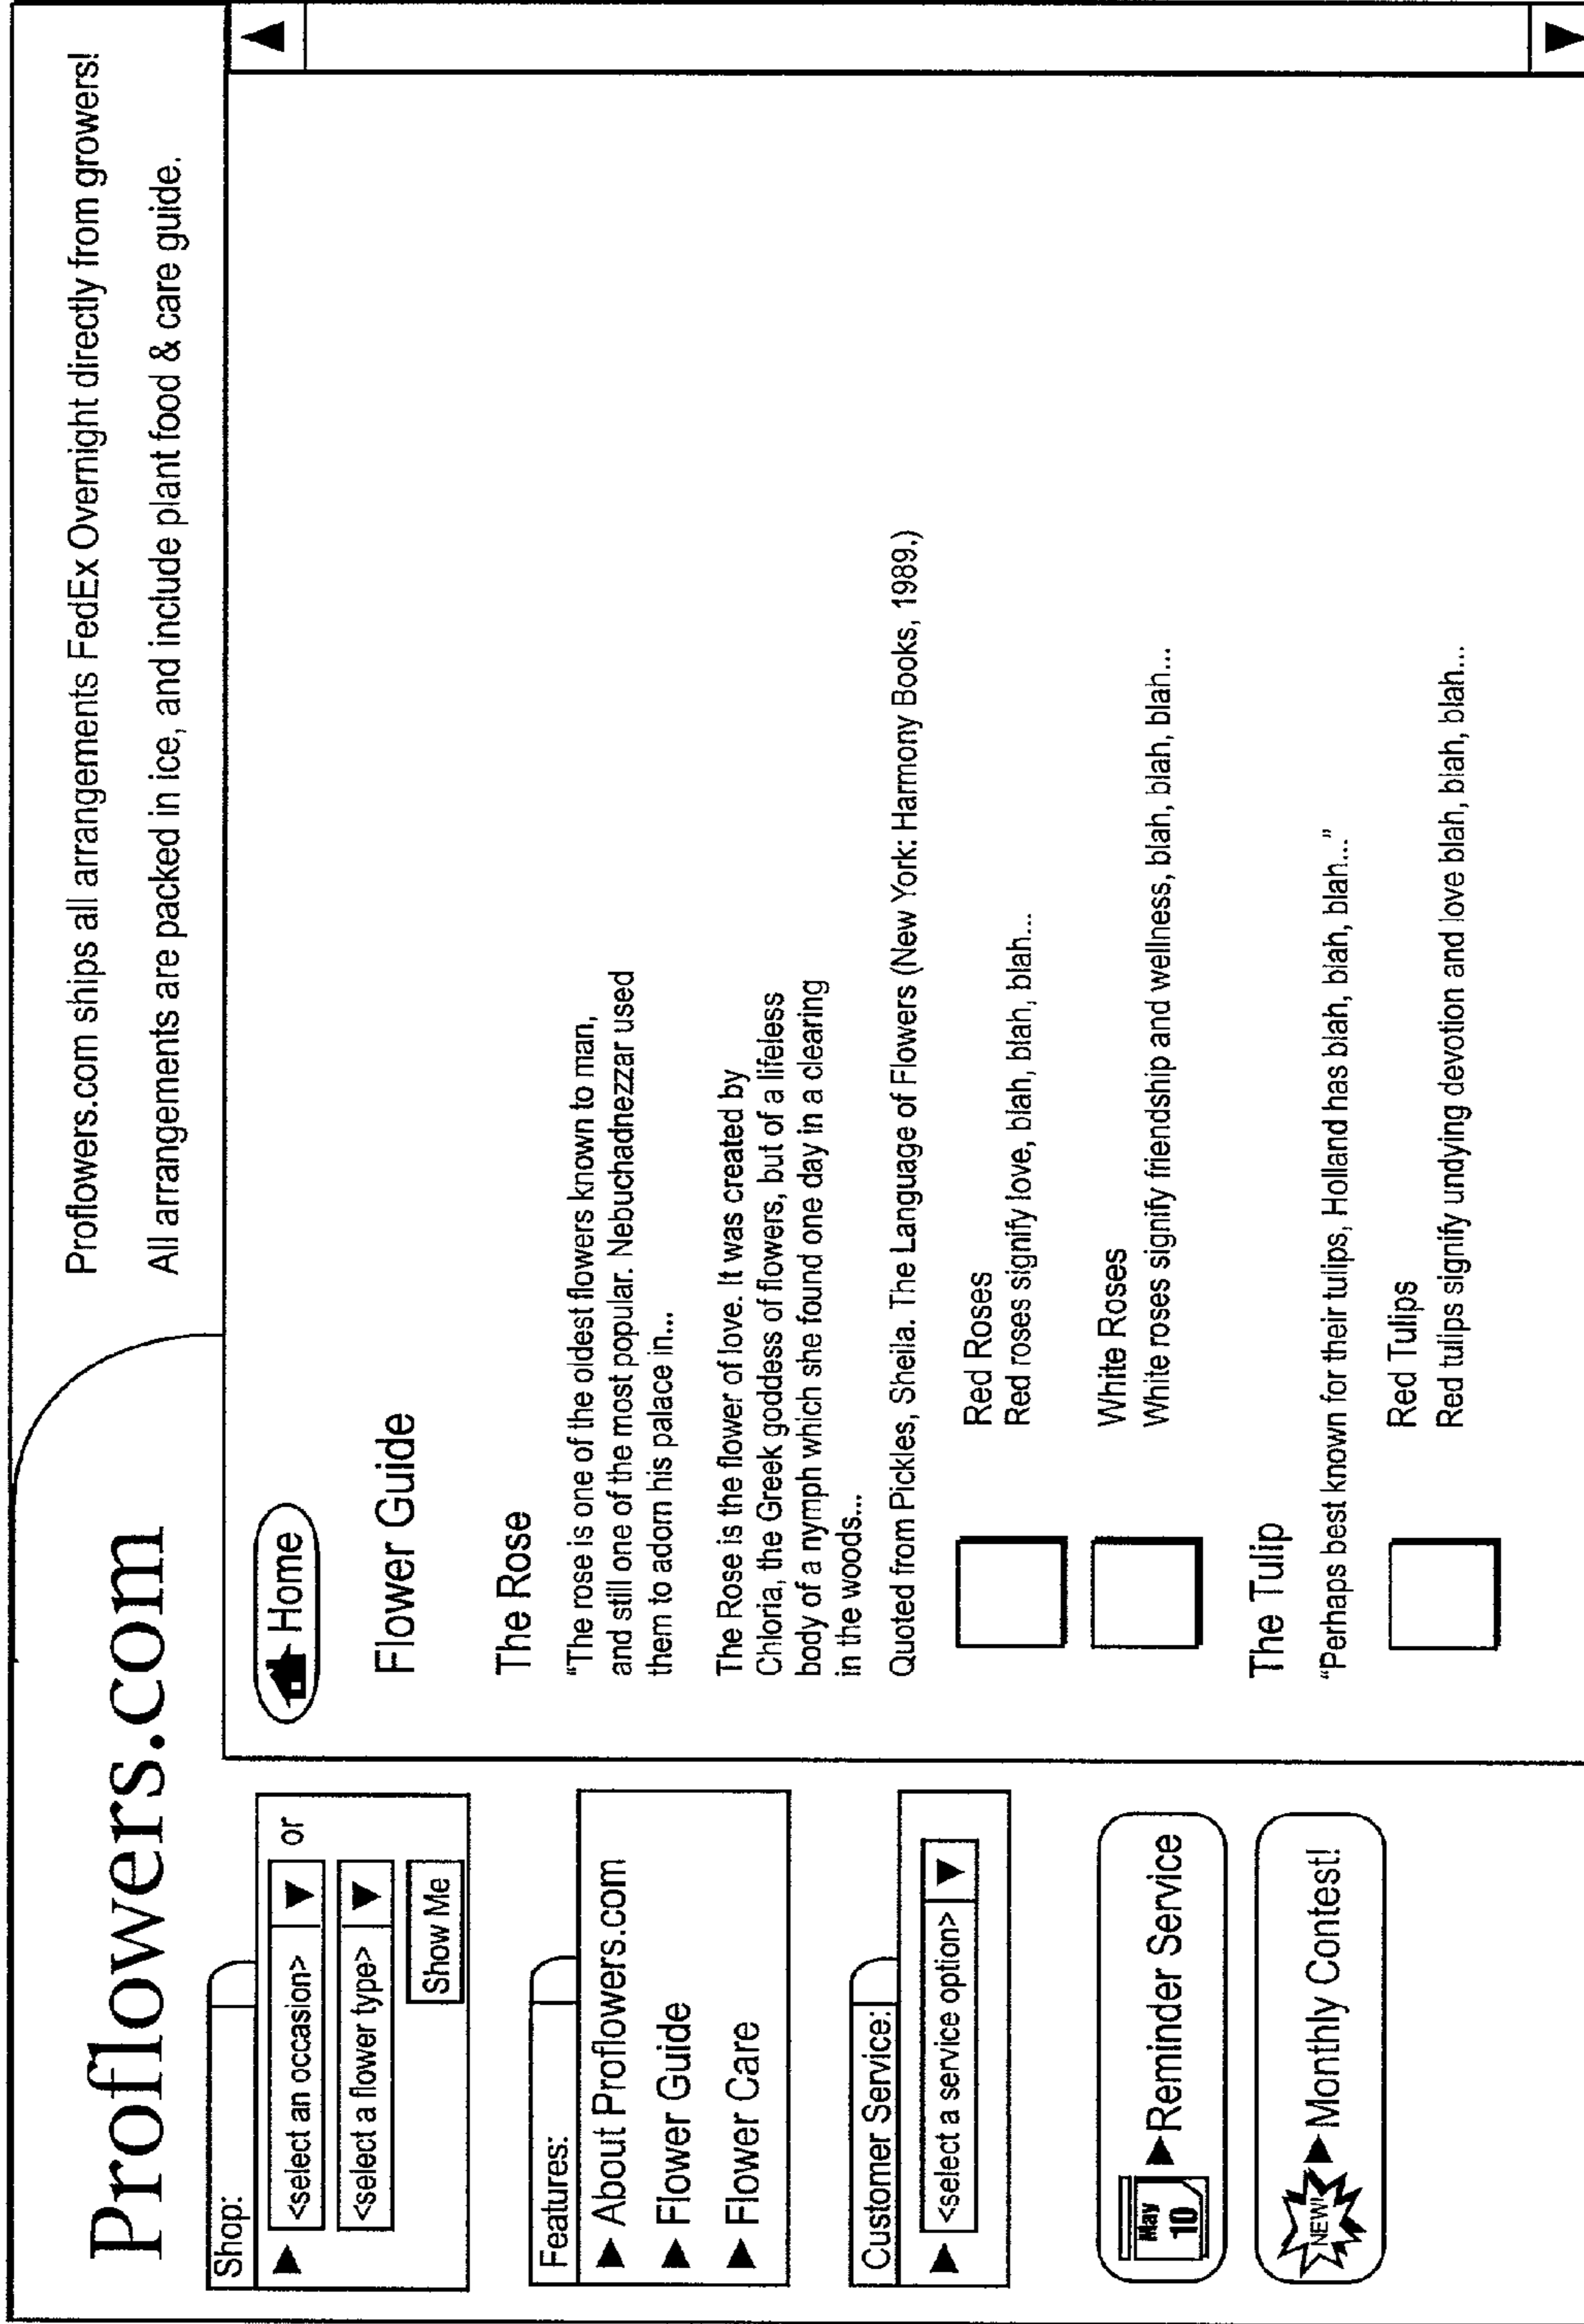 Proflowers.com
Proflowers.com ships all arrangements FedEx Overnight directly from growers!
All arrangements are packed in ice, and include plant food & care guide.
Shop:
<select an occasion>
or
<select a flower type>
Show Me
Features:
About Proflowers.com
Flower Guide
Flower Care
Customer Service:
<select a service option>
May
10
Reminder Service
NEW!
Monthly Contest!
Home
Flower Guide
The Rose
“The rose is one of the oldest flowers known to man,
and still one of the most popular. Nebuchadnezzar used
them to adorn his palace in...
The Rose is the flower of love. It was created by
Chloria, the Greek goddess of flowers, but of a lifeless
body of a nymph which she found one day in a clearing
in the woods...
Quoted from Pickles, Sheila. The Language of Flowers (New York: Harmony Books, 1989.)
Red Roses
Red roses signify love, blah, blah, blah...
White Roses
White roses signify friendship and wellness, blah, blah, blah...
The Tulip
“Perhaps best known for their tulips, Holland has blah, blah, blah...”
Red Tulips
Red tulips signify undying devotion and love blah, blah, blah...